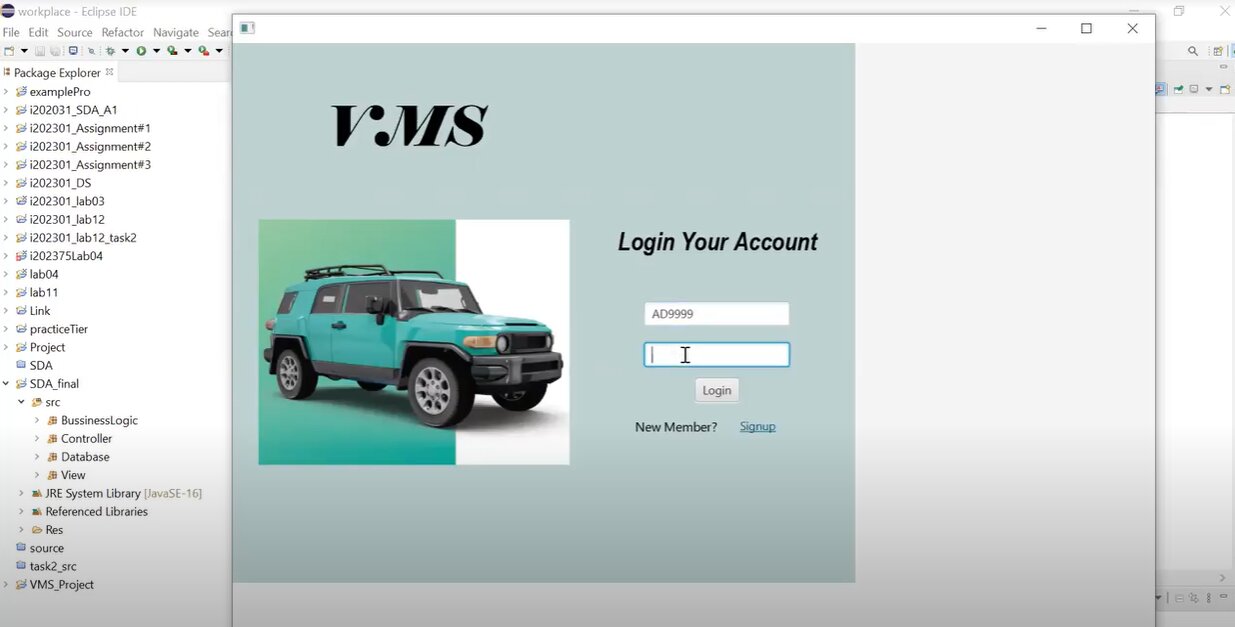 workplace - Eclipse IDE
File Edit Source Refactor Navigate
Package Explorer
examplePro
i202031_SDA_A1
i202301_Assignment#1
i202301_Assignment#2
i202301_Assignment#3
i202301_DS
i202301_lab03
i202301_lab12
i202301_lab12_task2
i202375Lab04
lab04
lab11
Link
practiceTier
Project
SDA
SDA_final
src
BussinessLogic
Controller
Database
View
JRE System Library [JavaSE-16]
Referenced Libraries
Res
source
task2_src
VMS_Project
VMS
Login Your Account
AD9999
Login
New Member? Signup